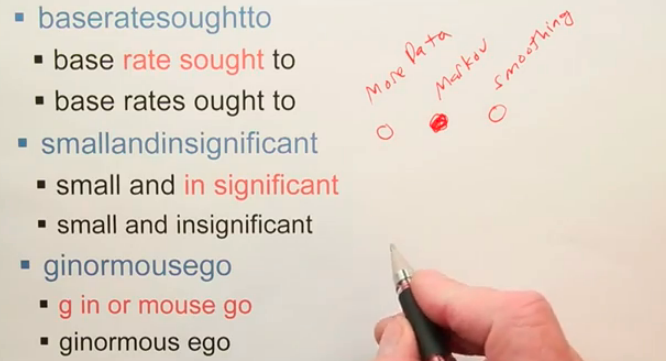 baseratesoughtto
base rate sought to
base rates ought to
smallandinsignificant
small and in significant
small and insignificant
ginormousego
g in or mouse go
ginormous ego
More Data
Markov
smoothing